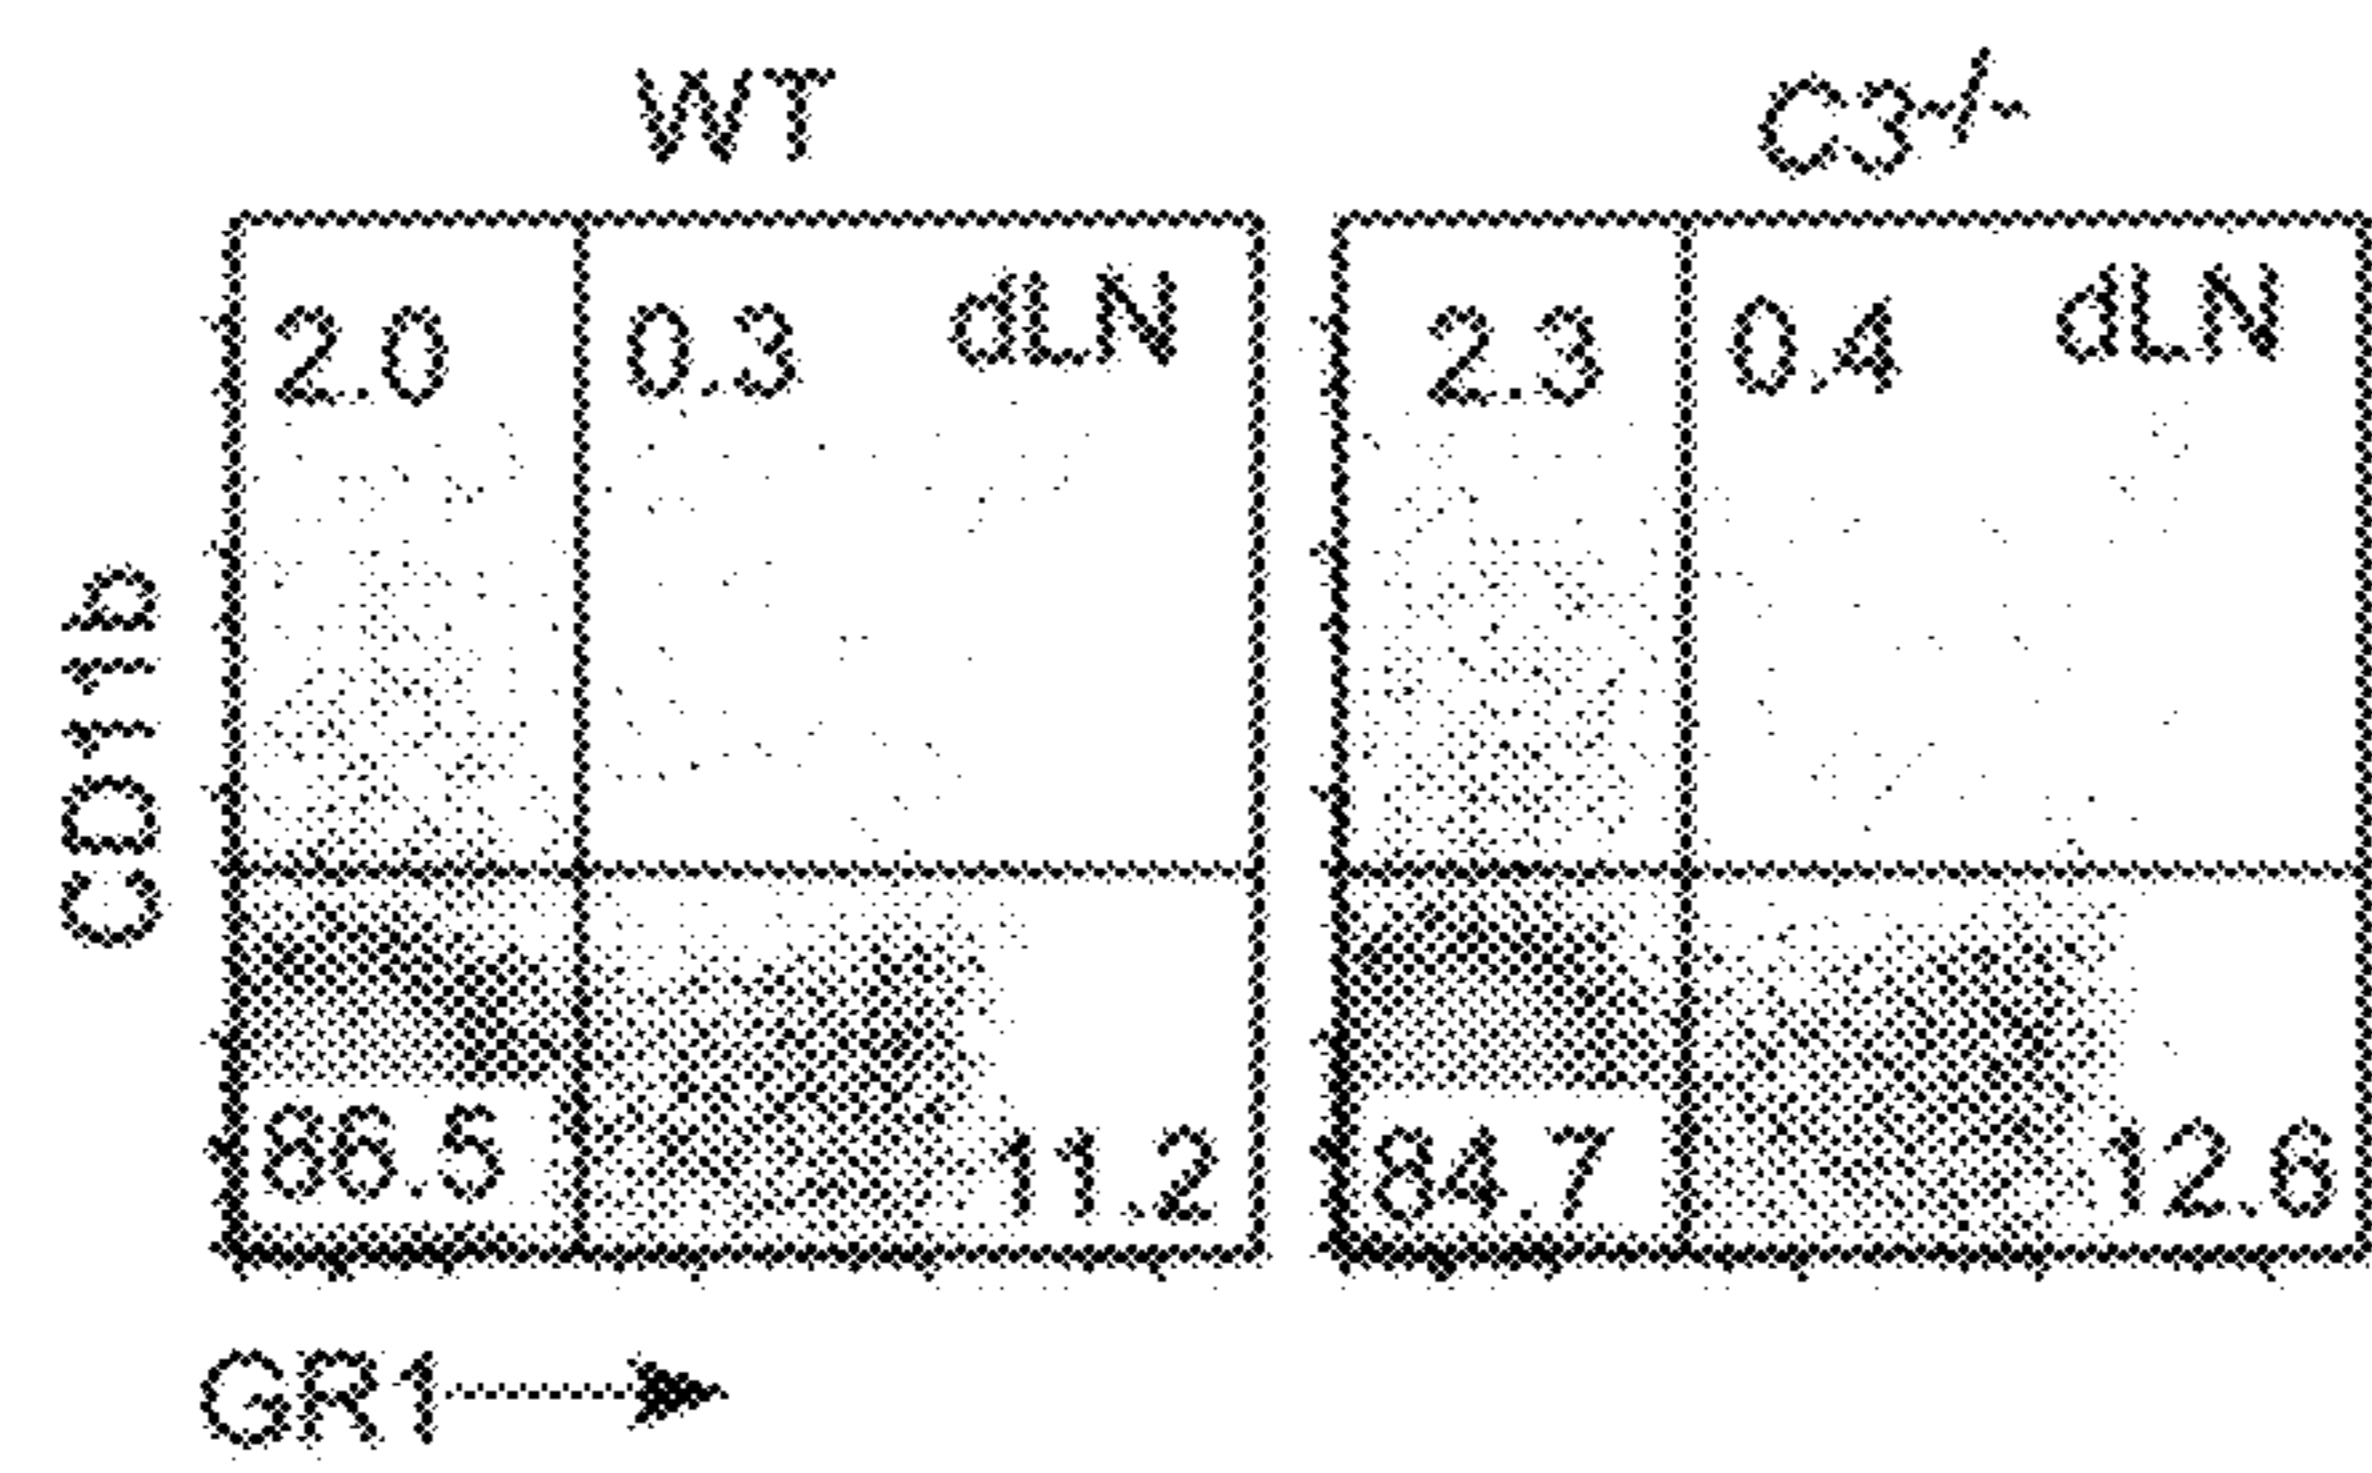 WT
C3-/-
2.0 0.3 dLN
2.3 0.4 dLN
CD11b
86.5 11.2
84.7 12.6
GR1